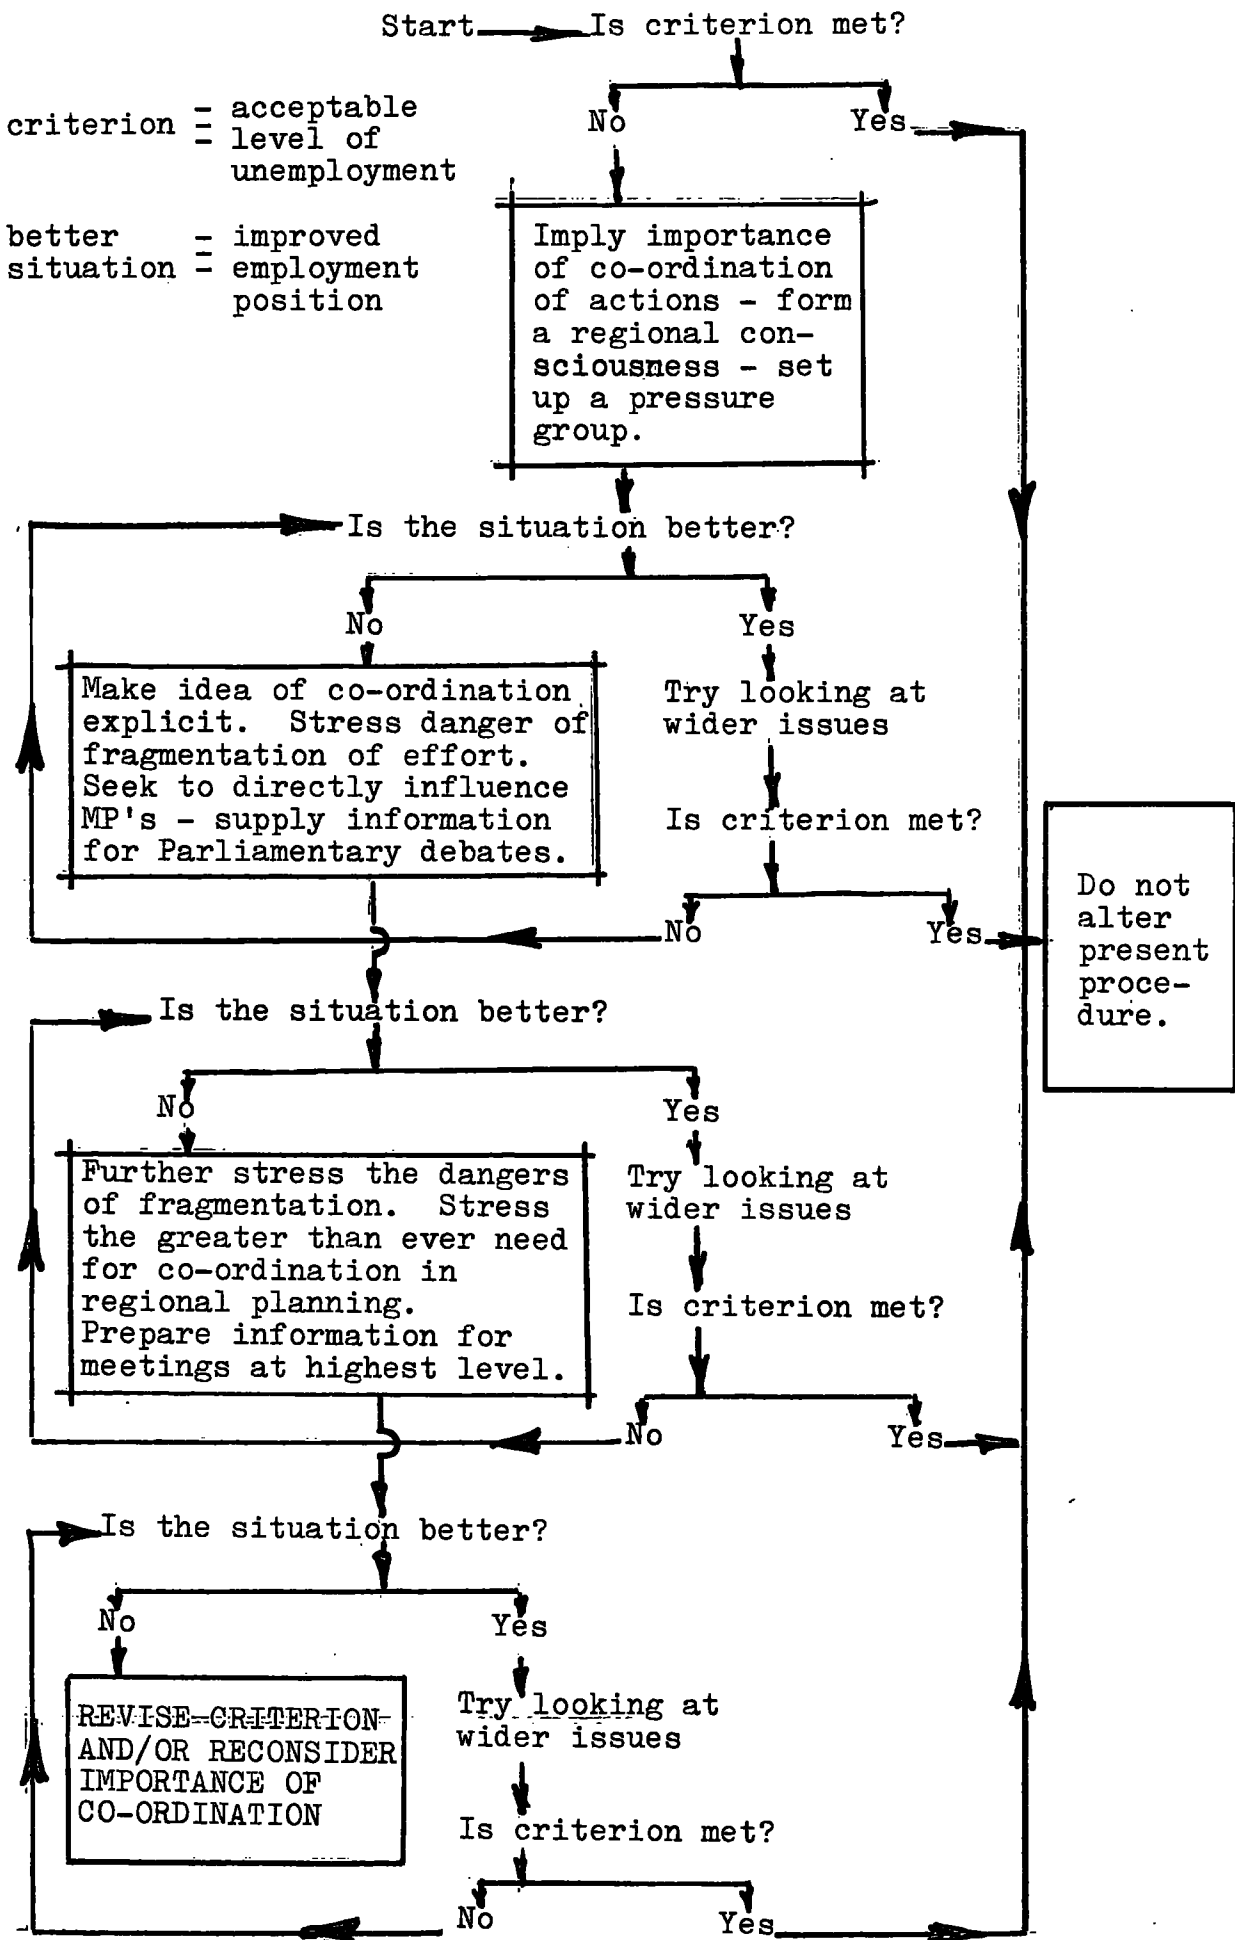 Start Is criterion met?
criterion = acceptable
= level of
unemployment
No Yes
better = improved
situation = employment
position
Imply importance
of co-ordination
of actions - form
a regional con-
sciousness - set
up a pressure
group.
Is the situation better?
No
Yes
Make idea of co-ordination
explicit. Stress danger of
fragmentation of effort.
Seek to directly influence
MP's - supply information
for Parliamentary debates.
Try looking at
wider issues
Is criterion met?
No Yes
Do not
alter
present
proce-
dure.
Is the situation better?
No
Yes
Further stress the dangers
of fragmentation. Stress
the greater than ever need
for co-ordination in
regional planning.
Prepare information for
meetings at highest level.
Try looking at
wider issues
Is criterion met?
No Yes
Is the situation better?
No
Yes
REVISE CRITERION
AND/OR RECONSIDER
IMPORTANCE OF
CO-ORDINATION
Try looking at
wider issues
Is criterion met?
No Yes